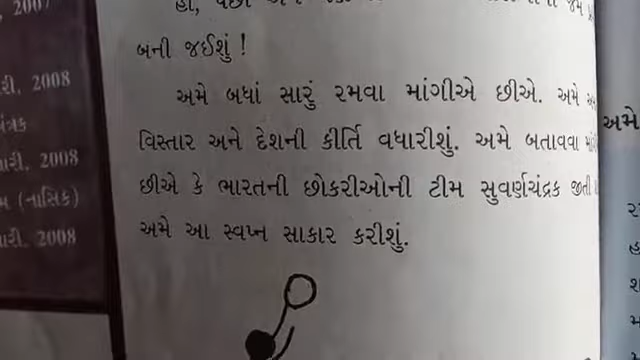 , 2007
બની જઈશું !
અમે બધાં સારું રમવા માંગીએ છીએ. અમે
વિસ્તાર અને દેશની કીર્તિ વધારીશું. અમે બતાવવા
છીએ કે ભારતની છોકરીઓની ટીમ સુવર્ણચંદ્રક જીતી
અમે આ સ્વપ્ન સાકાર કરીશું.
રી, 2008
ારી, 2008
(નાસિક)
ારી, 2008
અમે